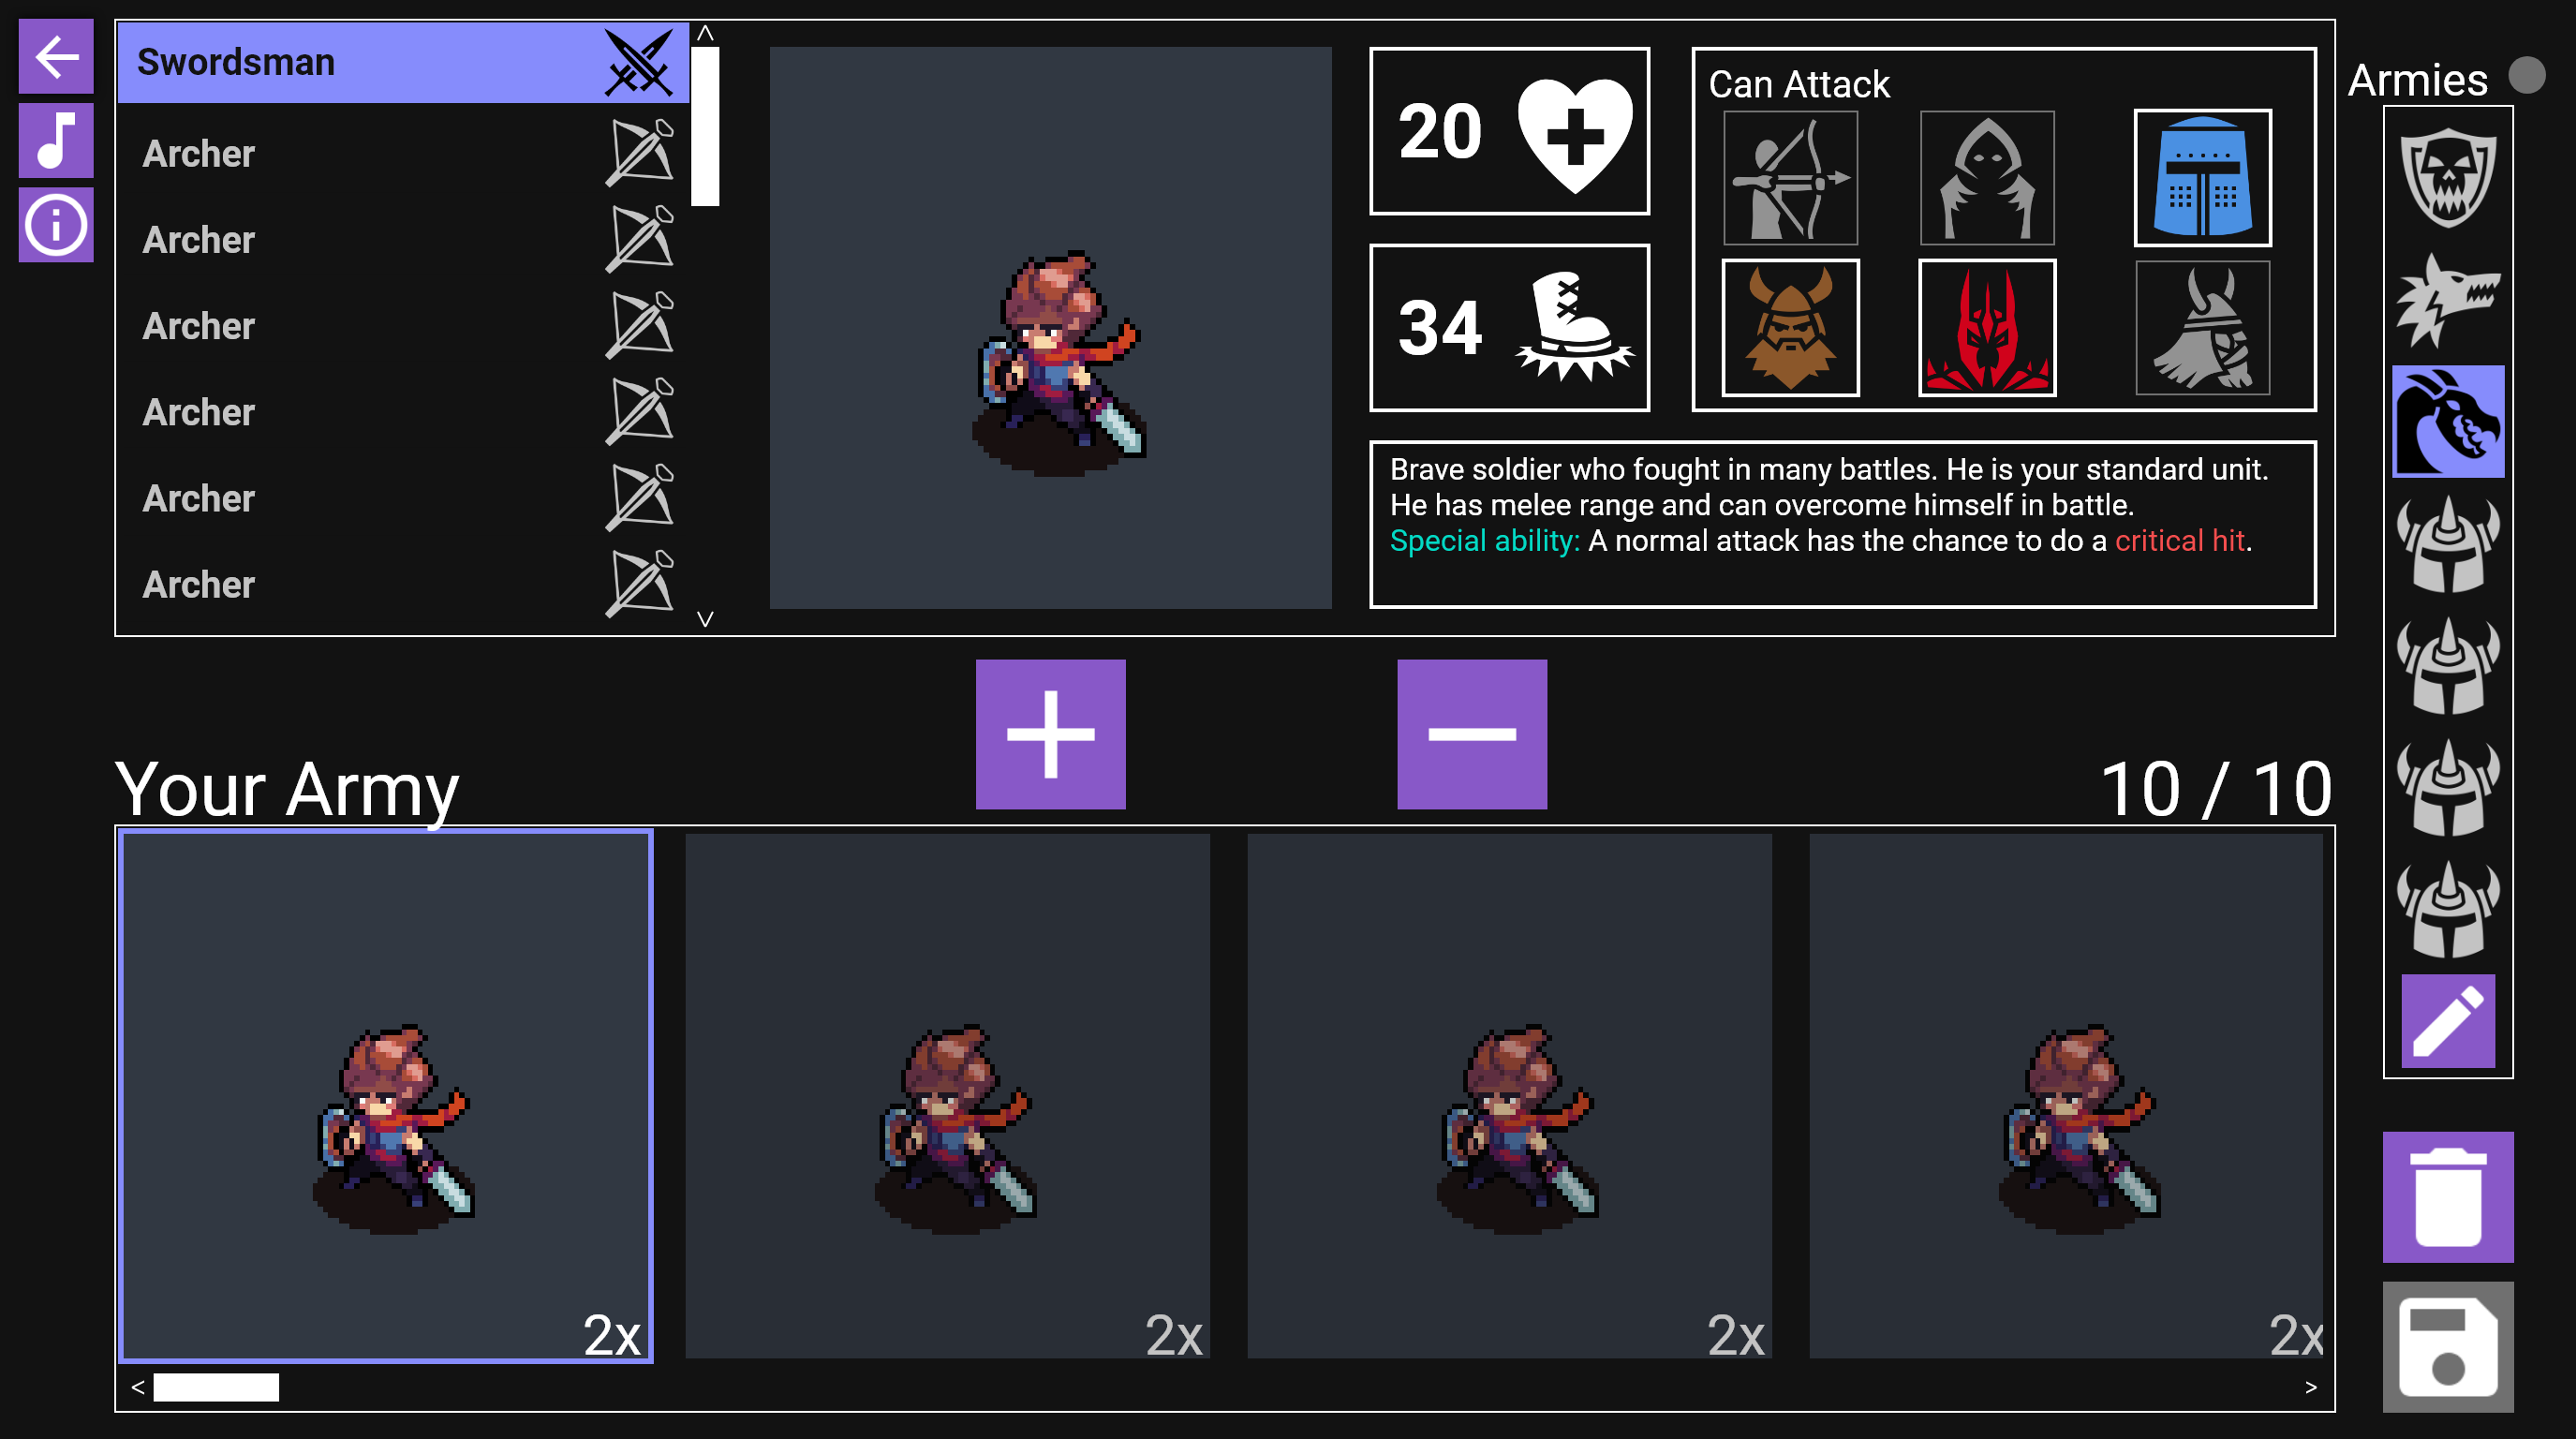 Swordsman
Archer
Archer
Archer
Archer
Archer
Archer
20
34
Can Attack
Brave soldier who fought in many battles. He is your standard unit.
He has melee range and can overcome himself in battle.
Special ability: A normal attack has the chance to do a critical hit.
Armies
Your Army
10 / 10
2x
2x
2x
2x